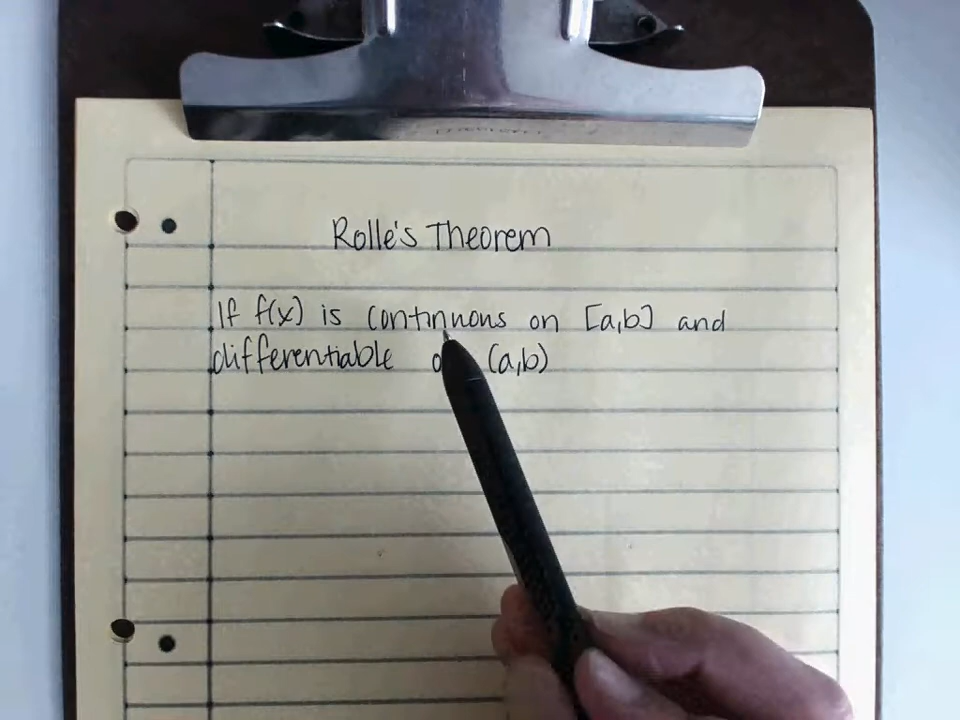 Rolle's Theorem
If f(x) is continuous on [a,b] and
differentiable (a,b)